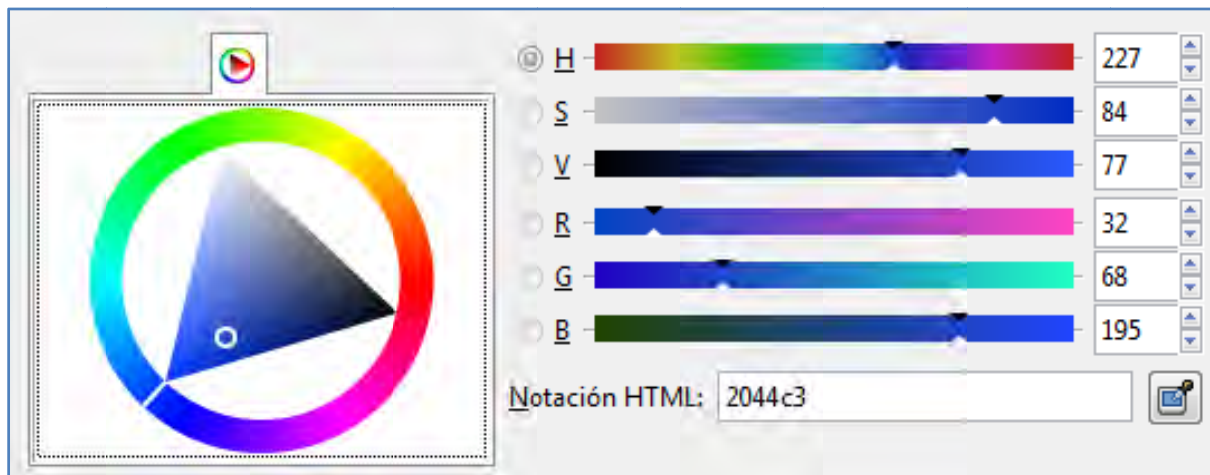 H 227
S 84
V 77
R 32
G 68
B 195
Notación HTML: 2044c3